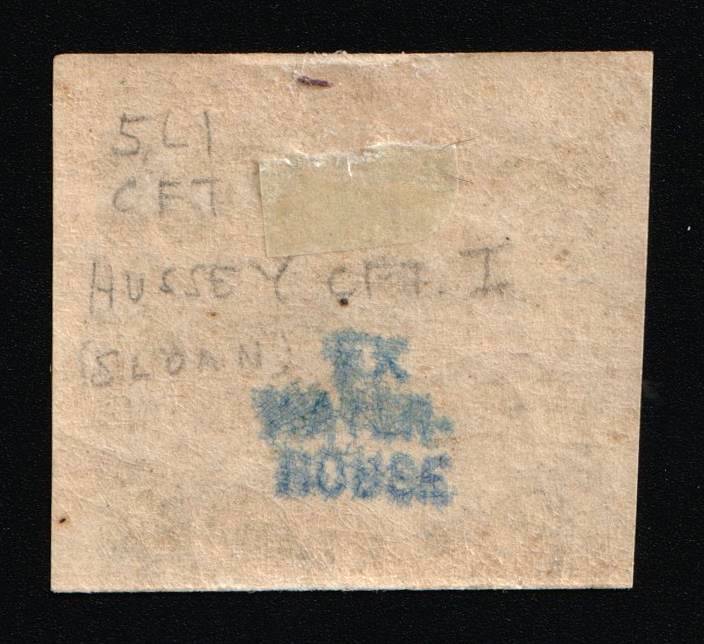 5L1
CFT
HUSSEY CFT. I
(SLOAN)
EX
WATER-
HOUSE